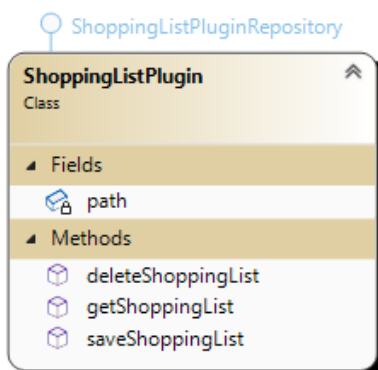 ShoppingListPluginRepository
ShoppingListPlugin
Class
Fields
path
Methods
deleteShoppingList
getShoppingList
saveShoppingList